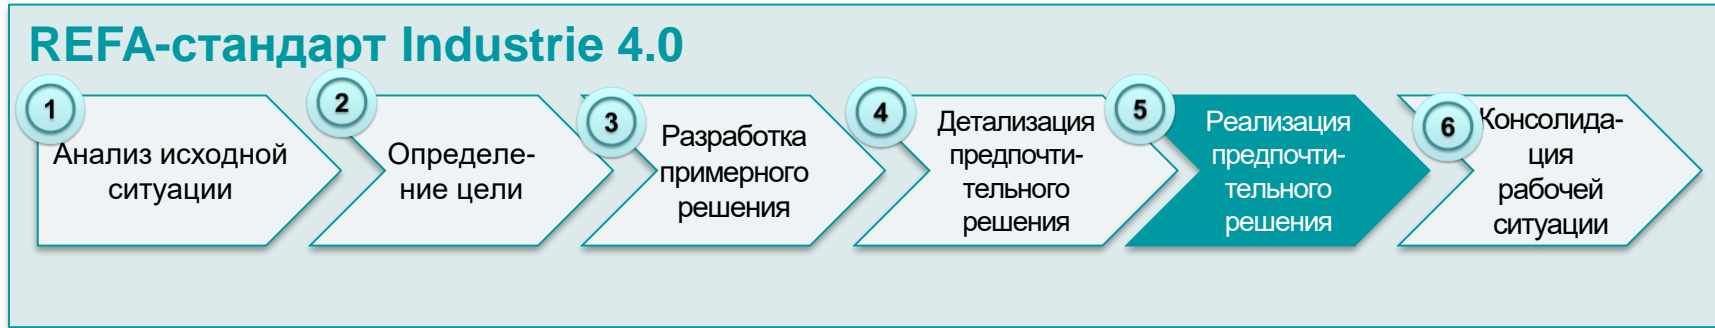 REFA-стандарт Industrie 4.0
1
Анализ исходной
ситуации
2
Определе-
ние цели
3
Разработка
примерного
решения
4
Детализация
предпочти-
тельного
решения
5
Реализация
предпочти-
тельного
решения
6
Консолида-
ция
рабочей
ситуации